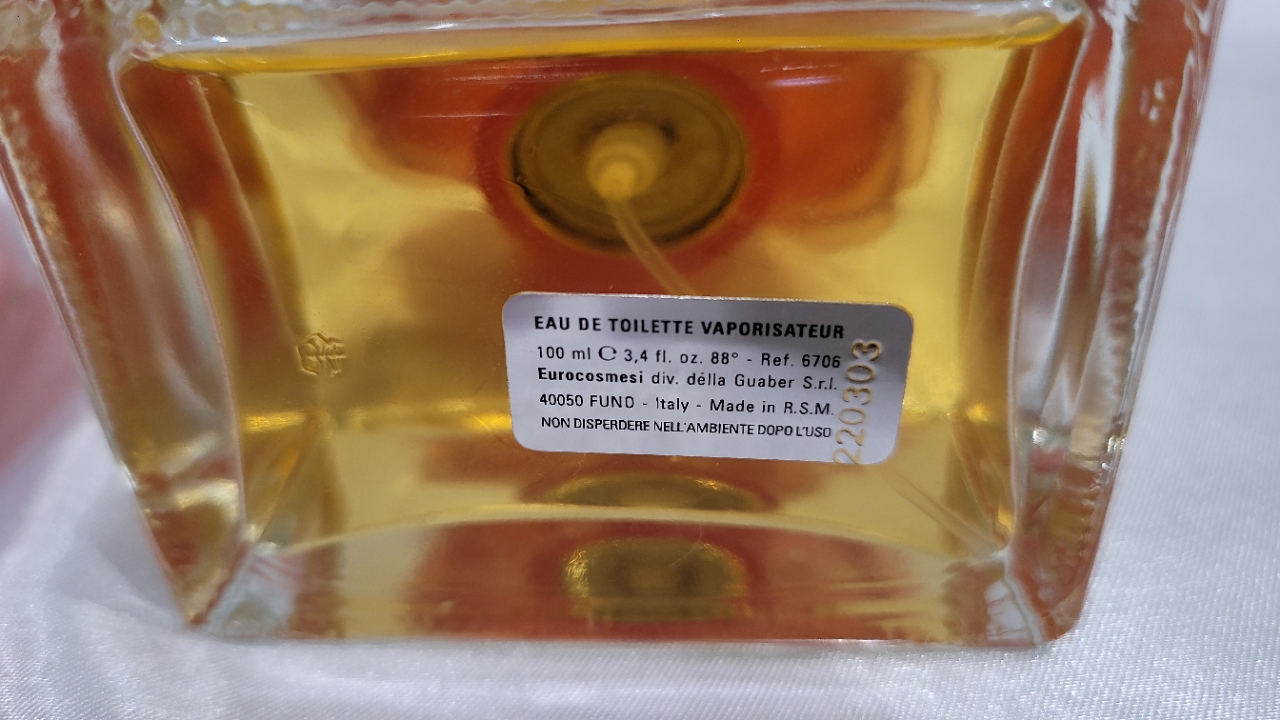 EAU DE TOILETTE VAPORISATEUR
100 ml ℮ 3,4 fl. oz. 88° - Ref. 6706
Eurocosmesi div. délla Guaber S.r.l.
40050 FUNO - Italy - Made in R.S.M.
NON DISPERDERE NELL'AMBIENTE DOPO L'USO
220303